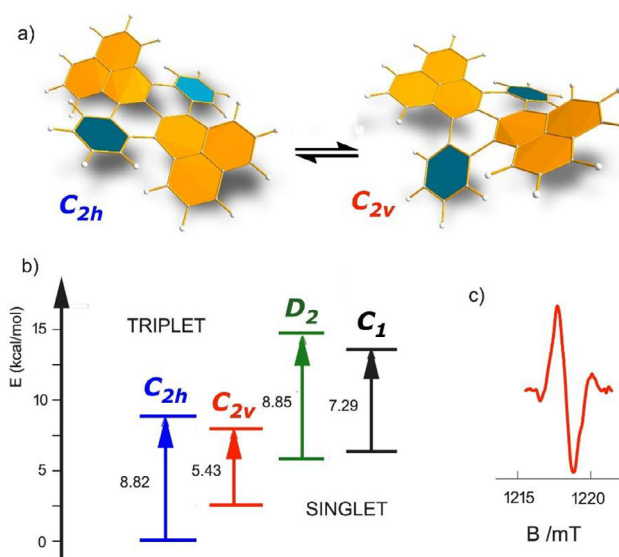 a)
C2h
C2v
b)
E (kcal/mol)
15
10
5
0
TRIPLET
C2h
C2v
D2
C1
8.82
5.43
8.85
7.29
SINGLET
c)
1215
1220
B /mT